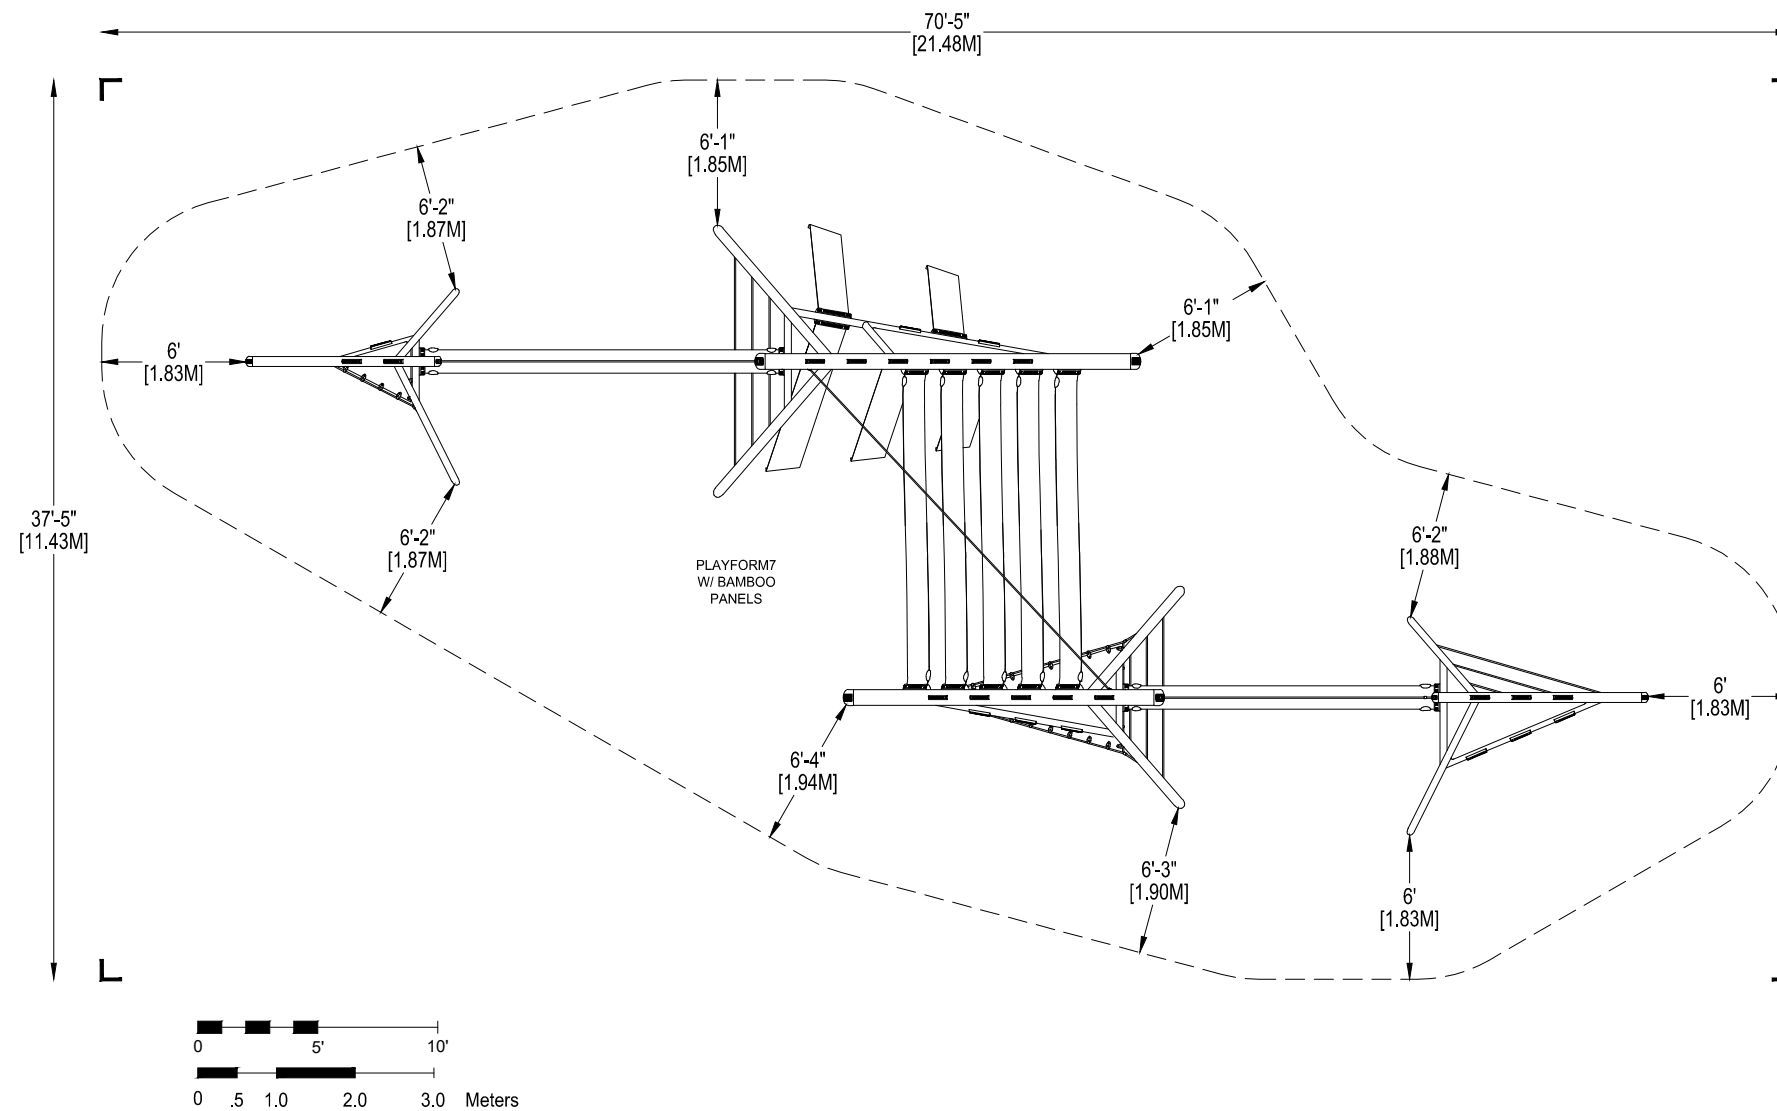 70'-5"
[21.48M]
6'-1"
[1.85M]
6'-2"
[1.87M]
6'-1"
[1.85M]
6'
[1.83M]
37'-5"
[11.43M]
6'-2"
[1.87M]
PLAYFORM7
W/ BAMBOO
PANELS
6'-2"
[1.88M]
6'
[1.83M]
6'-4"
[1.94M]
6'-3"
[1.90M]
6'
[1.83M]
0 5' 10'
0 .5 1.0 2.0 3.0 Meters